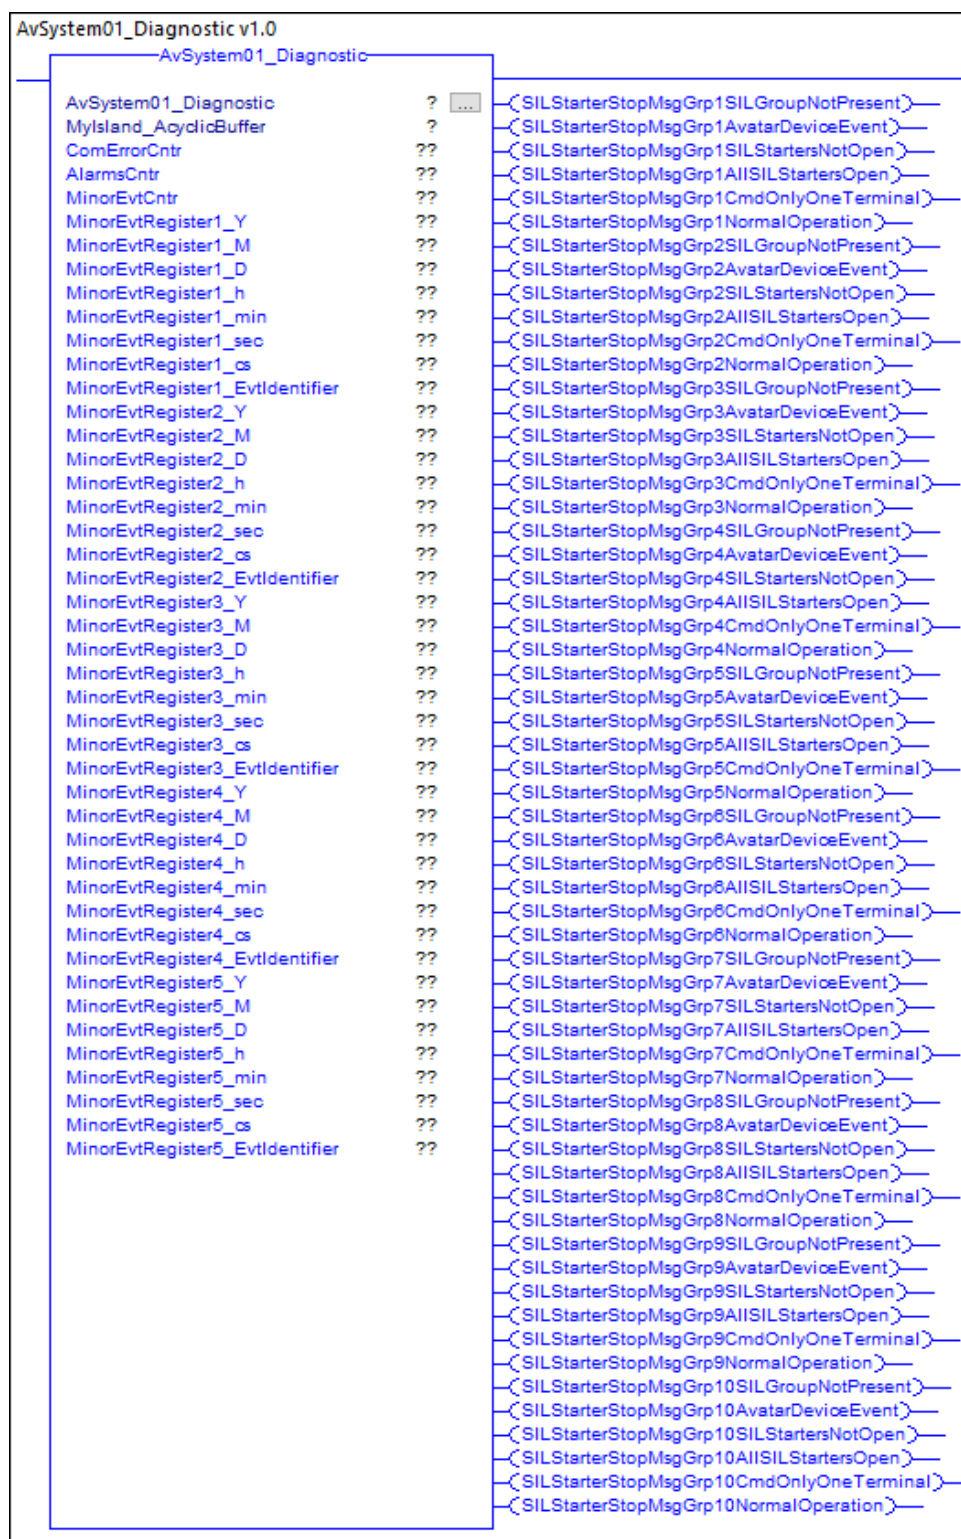 AvSystem01_Diagnostic v1.0
AvSystem01_Diagnostic
AvSystem01_Diagnostic ? ... SILStarterStopMsgGrp1SILGroupNotPresent
MyIsland_AcyclicBuffer ? SILStarterStopMsgGrp1AvatarDeviceEvent
ComErrorCntr ?? SILStarterStopMsgGrp1SILStartersNotOpen
AlarmsCntr ?? SILStarterStopMsgGrp1AllSILStartersOpen
MinorEvtCntr ?? SILStarterStopMsgGrp1CmdOnlyOneTerminal
MinorEvtRegister1_Y ?? SILStarterStopMsgGrp1NormalOperation
MinorEvtRegister1_M ?? SILStarterStopMsgGrp2SILGroupNotPresent
MinorEvtRegister1_D ?? SILStarterStopMsgGrp2AvatarDeviceEvent
MinorEvtRegister1_h ?? SILStarterStopMsgGrp2SILStartersNotOpen
MinorEvtRegister1_min ?? SILStarterStopMsgGrp2AllSILStartersOpen
MinorEvtRegister1_sec ?? SILStarterStopMsgGrp2CmdOnlyOneTerminal
MinorEvtRegister1_cs ?? SILStarterStopMsgGrp2NormalOperation
MinorEvtRegister1_EvtIdentifier ?? SILStarterStopMsgGrp3SILGroupNotPresent
MinorEvtRegister2_Y ?? SILStarterStopMsgGrp3AvatarDeviceEvent
MinorEvtRegister2_M ?? SILStarterStopMsgGrp3SILStartersNotOpen
MinorEvtRegister2_D ?? SILStarterStopMsgGrp3AllSILStartersOpen
MinorEvtRegister2_h ?? SILStarterStopMsgGrp3CmdOnlyOneTerminal
MinorEvtRegister2_min ?? SILStarterStopMsgGrp3NormalOperation
MinorEvtRegister2_sec ?? SILStarterStopMsgGrp4SILGroupNotPresent
MinorEvtRegister2_cs ?? SILStarterStopMsgGrp4AvatarDeviceEvent
MinorEvtRegister2_EvtIdentifier ?? SILStarterStopMsgGrp4SILStartersNotOpen
MinorEvtRegister3_Y ?? SILStarterStopMsgGrp4AllSILStartersOpen
MinorEvtRegister3_M ?? SILStarterStopMsgGrp4CmdOnlyOneTerminal
MinorEvtRegister3_D ?? SILStarterStopMsgGrp4NormalOperation
MinorEvtRegister3_h ?? SILStarterStopMsgGrp5SILGroupNotPresent
MinorEvtRegister3_min ?? SILStarterStopMsgGrp5AvatarDeviceEvent
MinorEvtRegister3_sec ?? SILStarterStopMsgGrp5SILStartersNotOpen
MinorEvtRegister3_cs ?? SILStarterStopMsgGrp5AllSILStartersOpen
MinorEvtRegister3_EvtIdentifier ?? SILStarterStopMsgGrp5CmdOnlyOneTerminal
MinorEvtRegister4_Y ?? SILStarterStopMsgGrp5NormalOperation
MinorEvtRegister4_M ?? SILStarterStopMsgGrp6SILGroupNotPresent
MinorEvtRegister4_D ?? SILStarterStopMsgGrp6AvatarDeviceEvent
MinorEvtRegister4_h ?? SILStarterStopMsgGrp6SILStartersNotOpen
MinorEvtRegister4_min ?? SILStarterStopMsgGrp6AllSILStartersOpen
MinorEvtRegister4_sec ?? SILStarterStopMsgGrp6CmdOnlyOneTerminal
MinorEvtRegister4_cs ?? SILStarterStopMsgGrp6NormalOperation
MinorEvtRegister4_EvtIdentifier ?? SILStarterStopMsgGrp7SILGroupNotPresent
MinorEvtRegister5_Y ?? SILStarterStopMsgGrp7AvatarDeviceEvent
MinorEvtRegister5_M ?? SILStarterStopMsgGrp7SILStartersNotOpen
MinorEvtRegister5_D ?? SILStarterStopMsgGrp7AllSILStartersOpen
MinorEvtRegister5_h ?? SILStarterStopMsgGrp7CmdOnlyOneTerminal
MinorEvtRegister5_min ?? SILStarterStopMsgGrp7NormalOperation
MinorEvtRegister5_sec ?? SILStarterStopMsgGrp8SILGroupNotPresent
MinorEvtRegister5_cs ?? SILStarterStopMsgGrp8AvatarDeviceEvent
MinorEvtRegister5_EvtIdentifier ?? SILStarterStopMsgGrp8SILStartersNotOpen
SILStarterStopMsgGrp8AllSILStartersOpen
SILStarterStopMsgGrp8CmdOnlyOneTerminal
SILStarterStopMsgGrp8NormalOperation
SILStarterStopMsgGrp9SILGroupNotPresent
SILStarterStopMsgGrp9AvatarDeviceEvent
SILStarterStopMsgGrp9SILStartersNotOpen
SILStarterStopMsgGrp9AllSILStartersOpen
SILStarterStopMsgGrp9CmdOnlyOneTerminal
SILStarterStopMsgGrp9NormalOperation
SILStarterStopMsgGrp10SILGroupNotPresent
SILStarterStopMsgGrp10AvatarDeviceEvent
SILStarterStopMsgGrp10SILStartersNotOpen
SILStarterStopMsgGrp10AllSILStartersOpen
SILStarterStopMsgGrp10CmdOnlyOneTerminal
SILStarterStopMsgGrp10NormalOperation